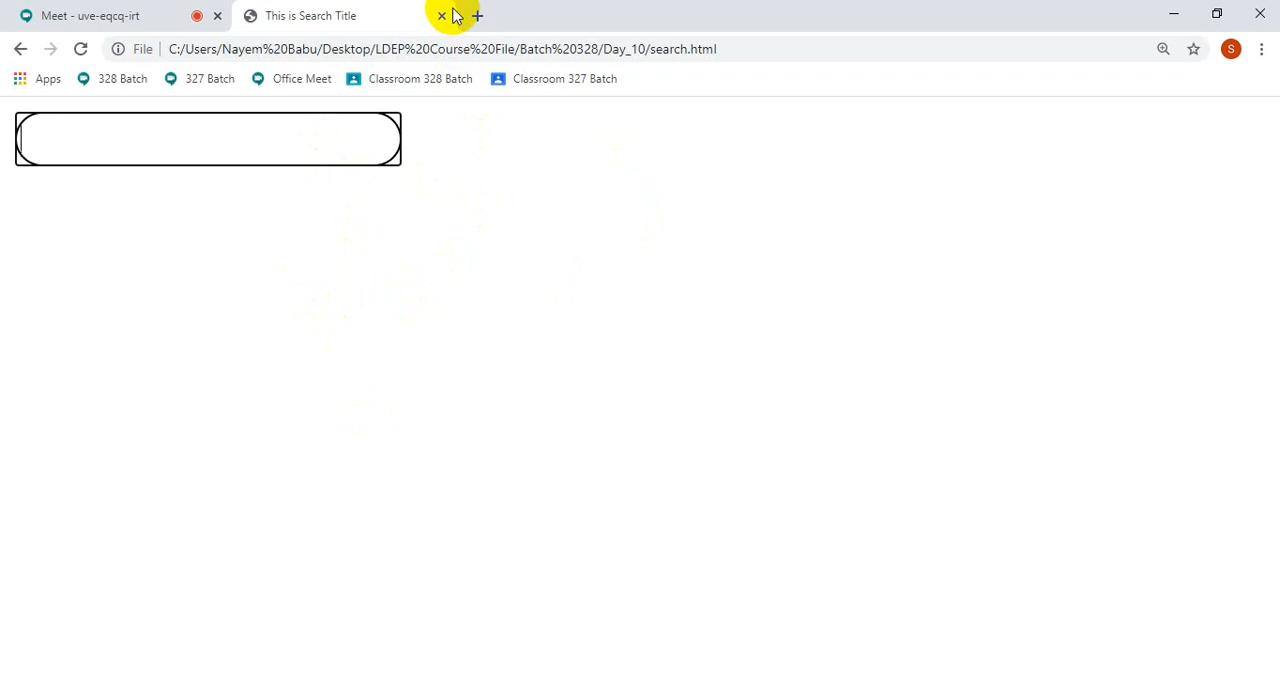 Meet - uve-eqcq-irt This is Search Title
File C:/Users/Nayem%20Babu/Desktop/LDEP%20Course%20File/Batch%20328/Day_10/search.html S
Apps 328 Batch 327 Batch Office Meet Classroom 328 Batch Classroom 327 Batch